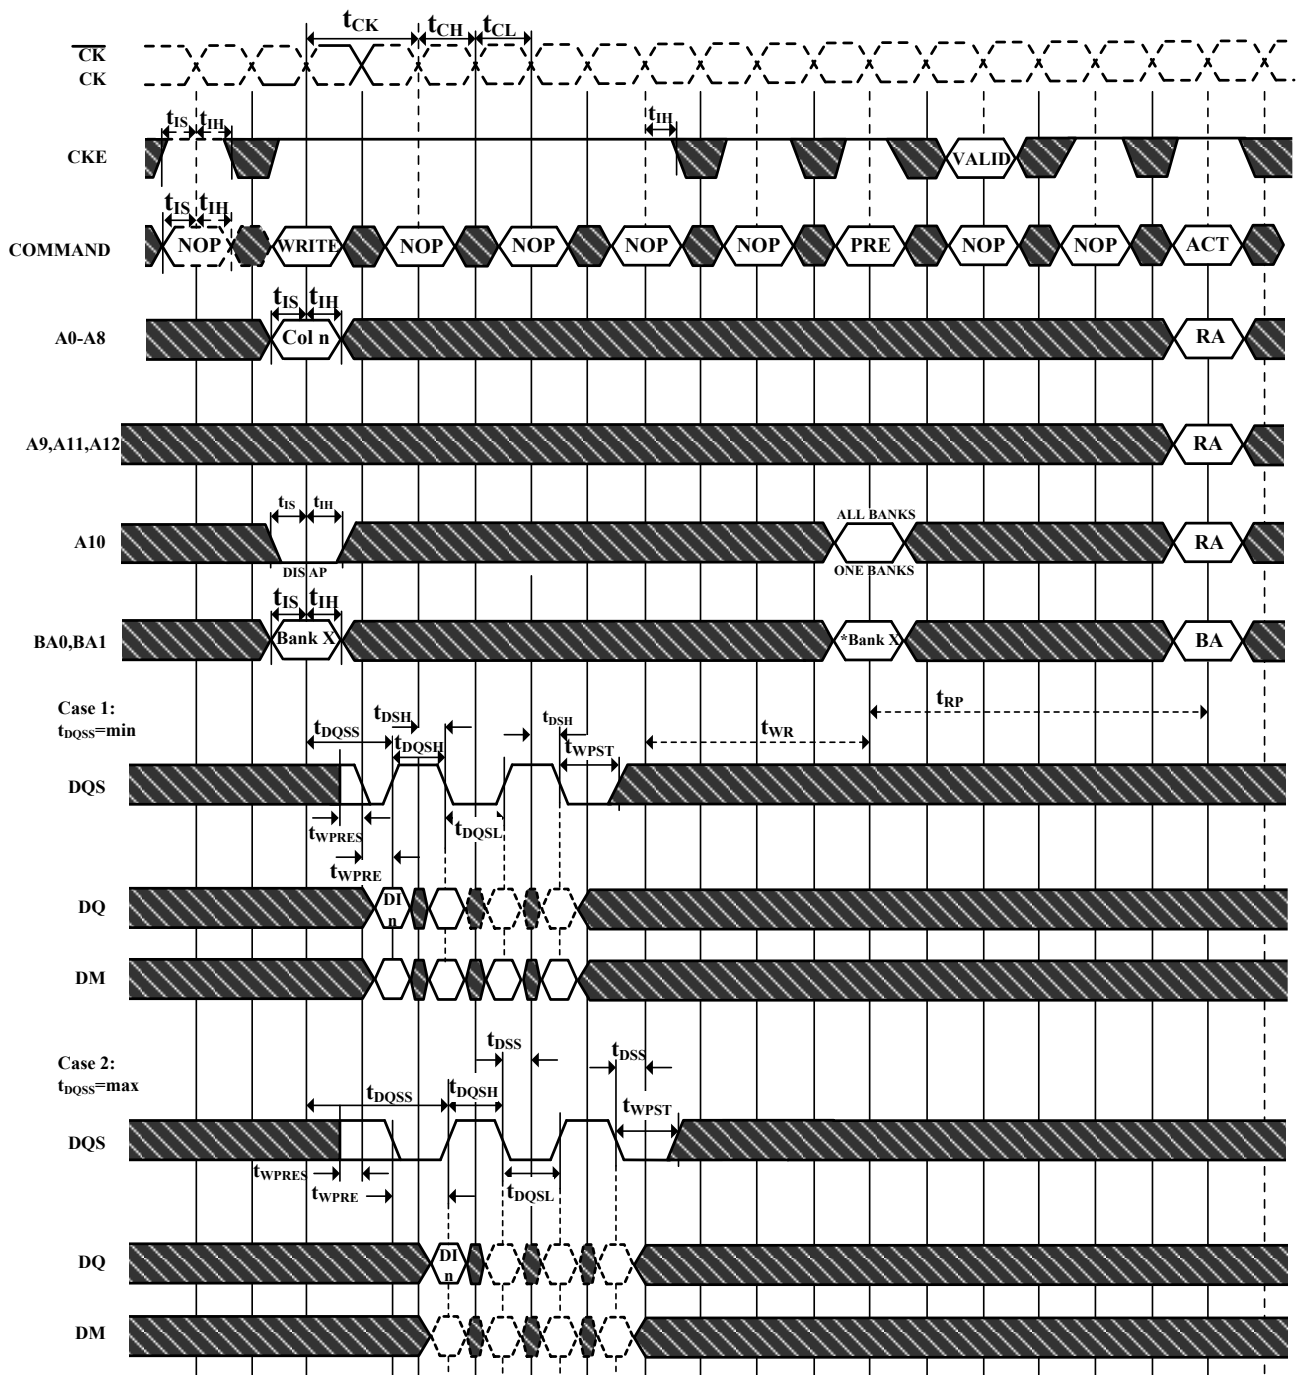 tCK tCH tCL
CK
CK
tIS tIH tIH
CKE VALID
tIS tIH
COMMAND NOP WRITE NOP NOP NOP NOP PRE NOP NOP ACT
tIS tIH
A0-A8 Col n RA
A9,A11,A12 RA
tIS tIH ALL BANKS
A10 RA
DIS AP ONE BANKS
tIS tIH
BA0,BA1 Bank X *Bank X BA
Case 1:
tDQSS=min
tDQSS tDSH tDQSH tDSH tWPST tWR tRP
DQS
tWPRES tDQSL
tWPRE
DQ DI
n
DM
Case 2:
tDQSS=max
tDSS tDSS
tDQSS tDQSH tWPST
DQS
tWPRES tWPRE tDQSL
DQ DI
n
DM